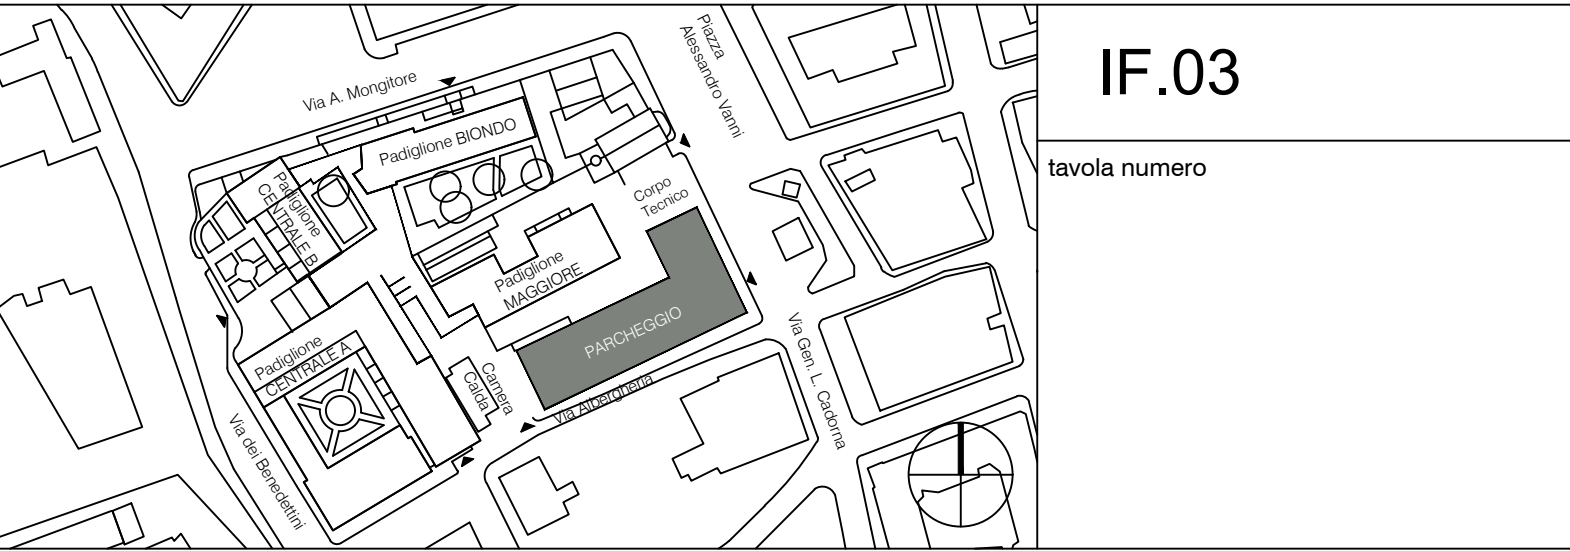 IF.03
tavola numero
Piazza
Alessandro Vanni
Via A. Mongitore
Padiglione BIONDO
Padiglione
CENTRALE B
Corpo
Tecnico
Padiglione
MAGGIORE
PARCHEGGIO
Padiglione
CENTRALE A
Camera
Calda
Via Albergheria
Via Gen. L. Cadorna
Via dei Benedettini